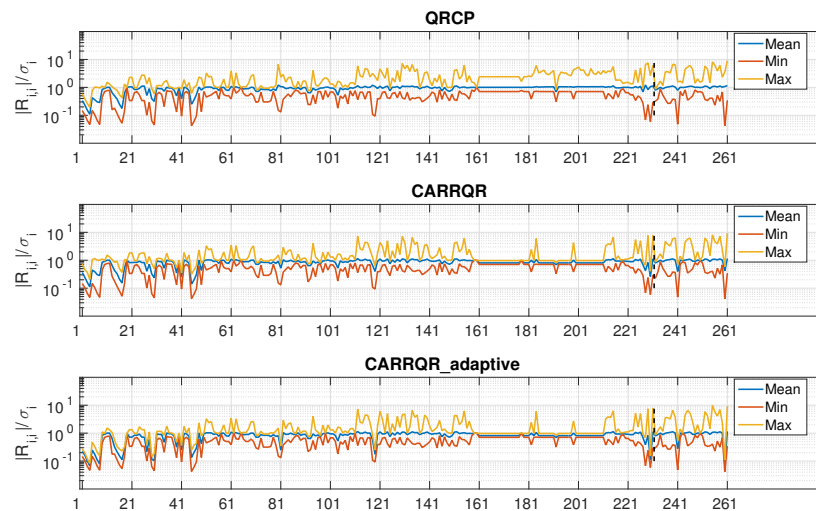 QRCP
|R_{i,i}|/σ_i
10^1
10^0
10^{-1}
1 21 41 61 81 101 121 141 161 181 201 221 241 261
Mean
Min
Max
CARRQR
|R_{i,i}|/σ_i
10^1
10^0
10^{-1}
1 21 41 61 81 101 121 141 161 181 201 221 241 261
Mean
Min
Max
CARRQR_adaptive
|R_{i,i}|/σ_i
10^1
10^0
10^{-1}
1 21 41 61 81 101 121 141 161 181 201 221 241 261
Mean
Min
Max